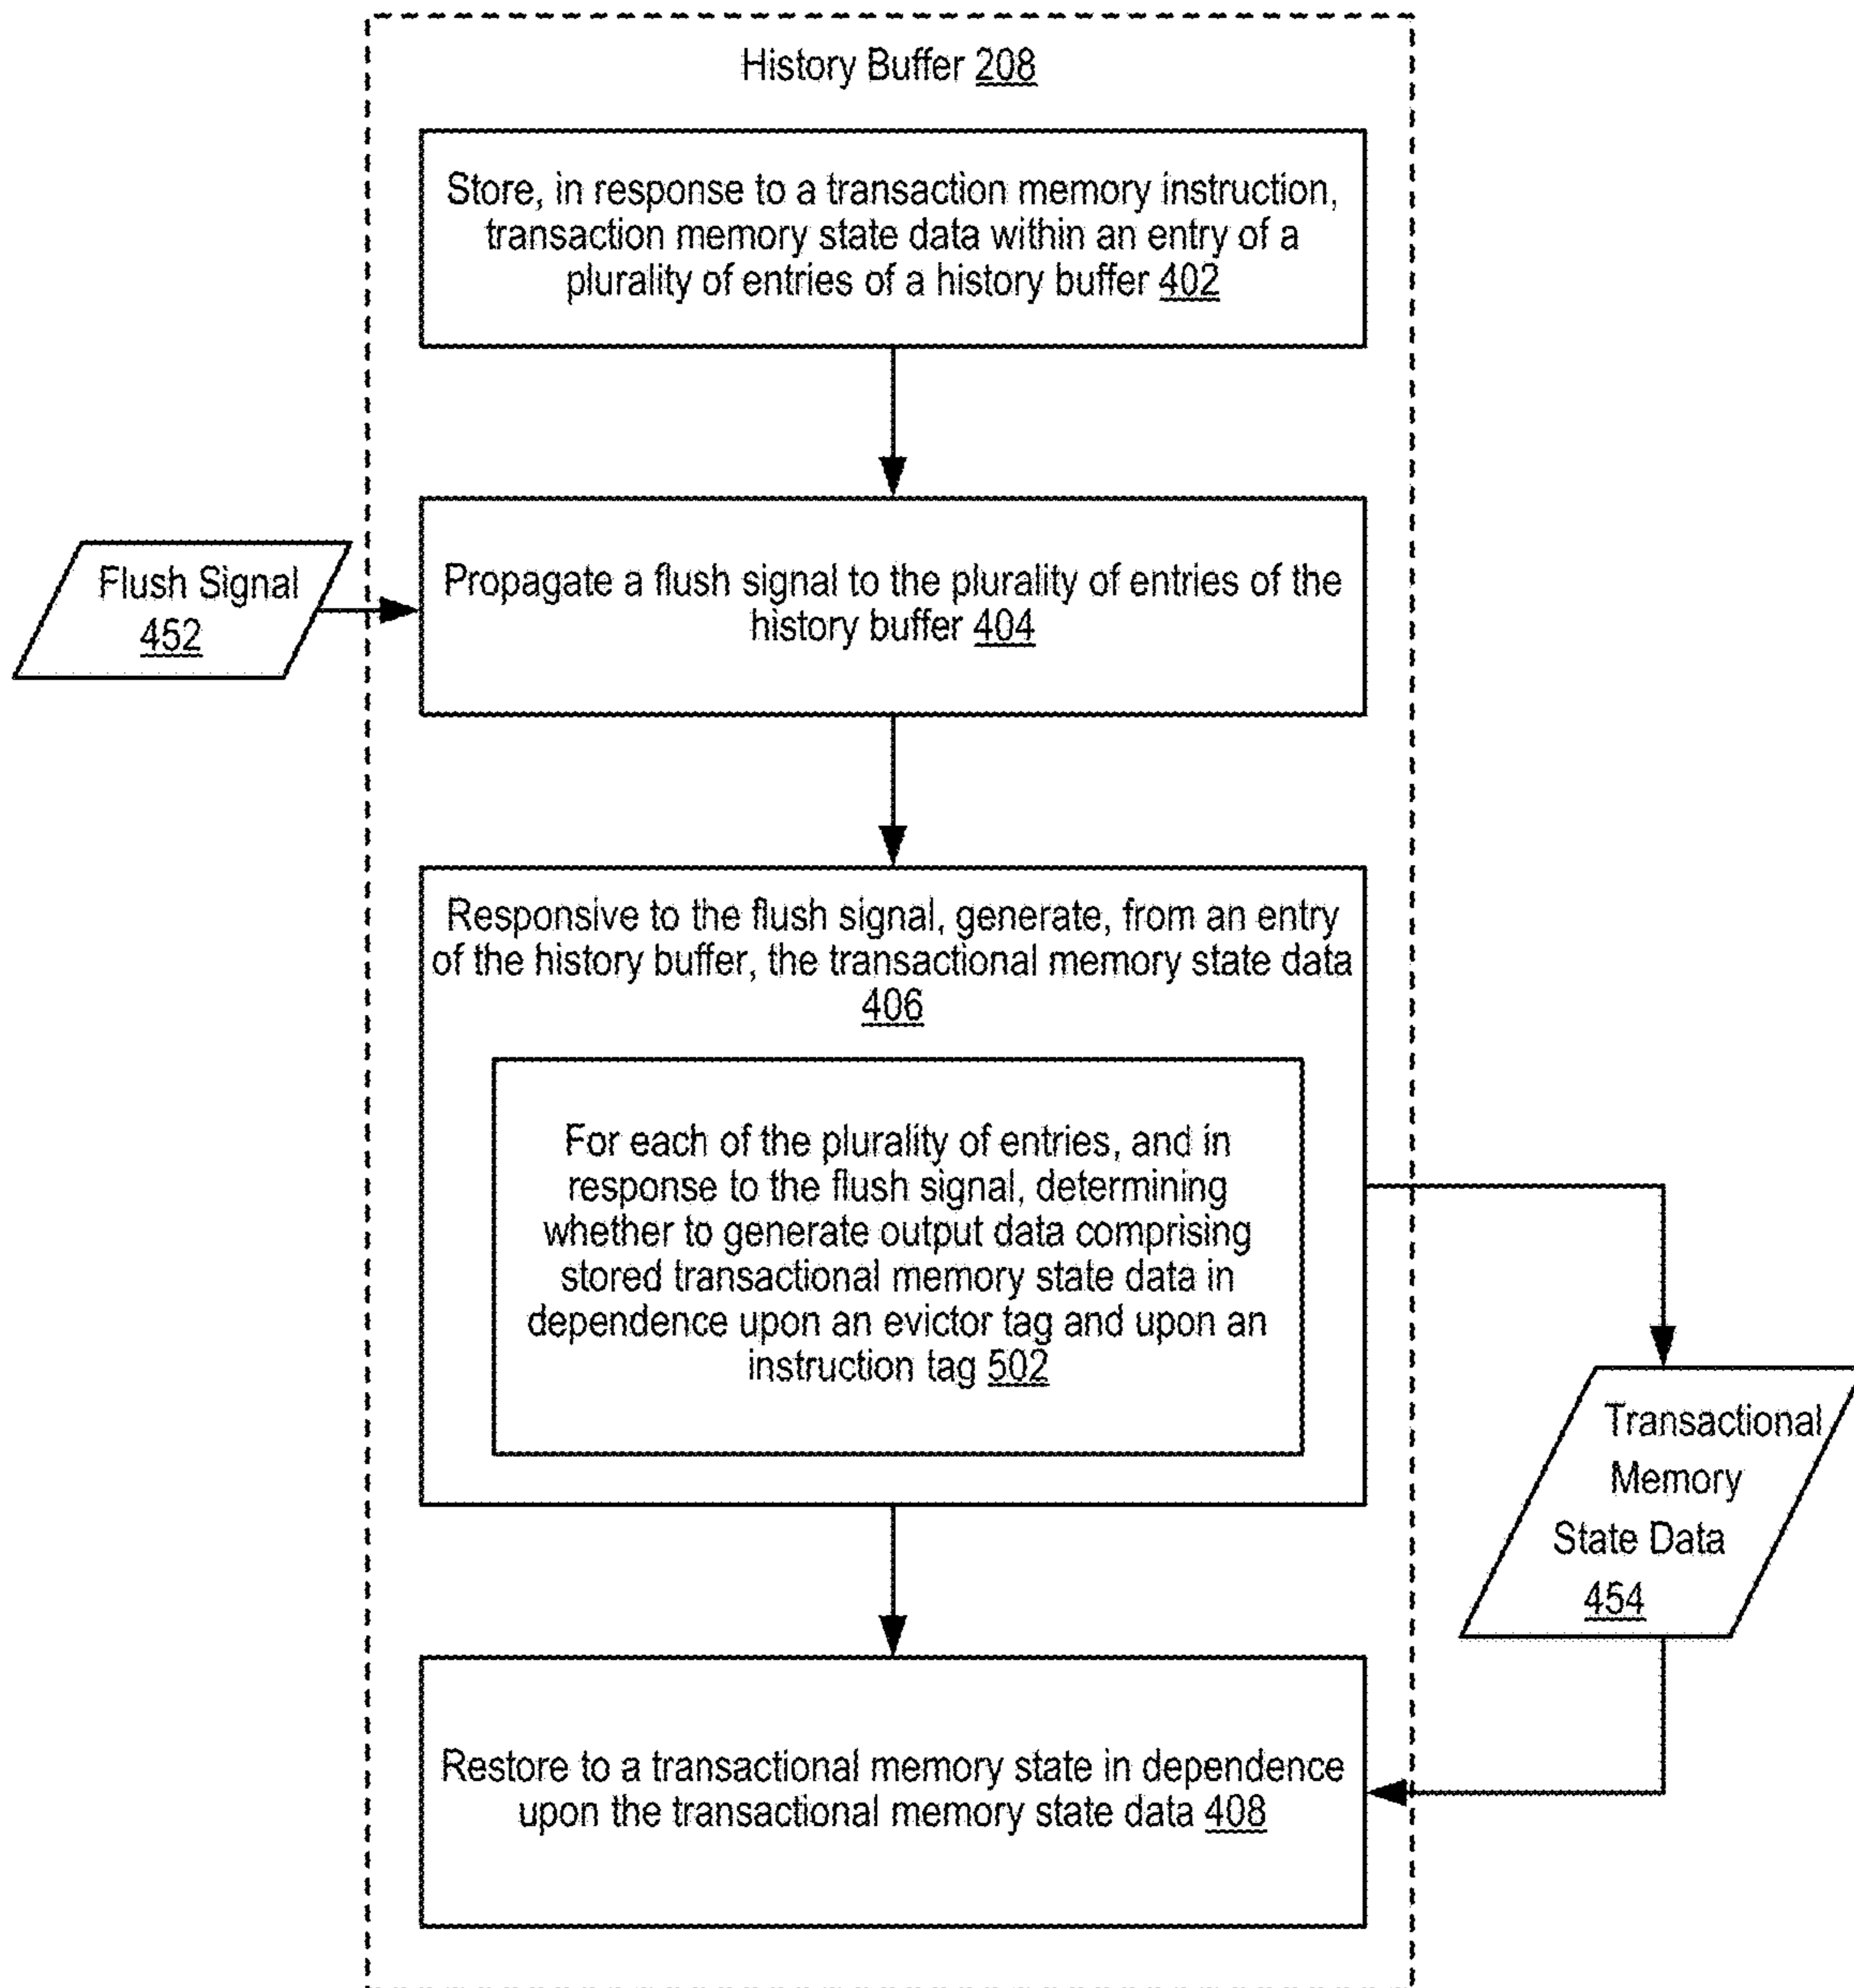 History Buffer 208
Store, in response to a transaction memory instruction,
transaction memory state data within an entry of a
plurality of entries of a history buffer 402
Flush Signal
452
Propagate a flush signal to the plurality of entries of the
history buffer 404
Responsive to the flush signal, generate, from an entry
of the history buffer, the transactional memory state data
406
For each of the plurality of entries, and in
response to the flush signal, determining
whether to generate output data comprising
stored transactional memory state data in
dependence upon an evictor tag and upon an
instruction tag 502
Transactional
Memory
State Data
454
Restore to a transactional memory state in dependence
upon the transactional memory state data 408